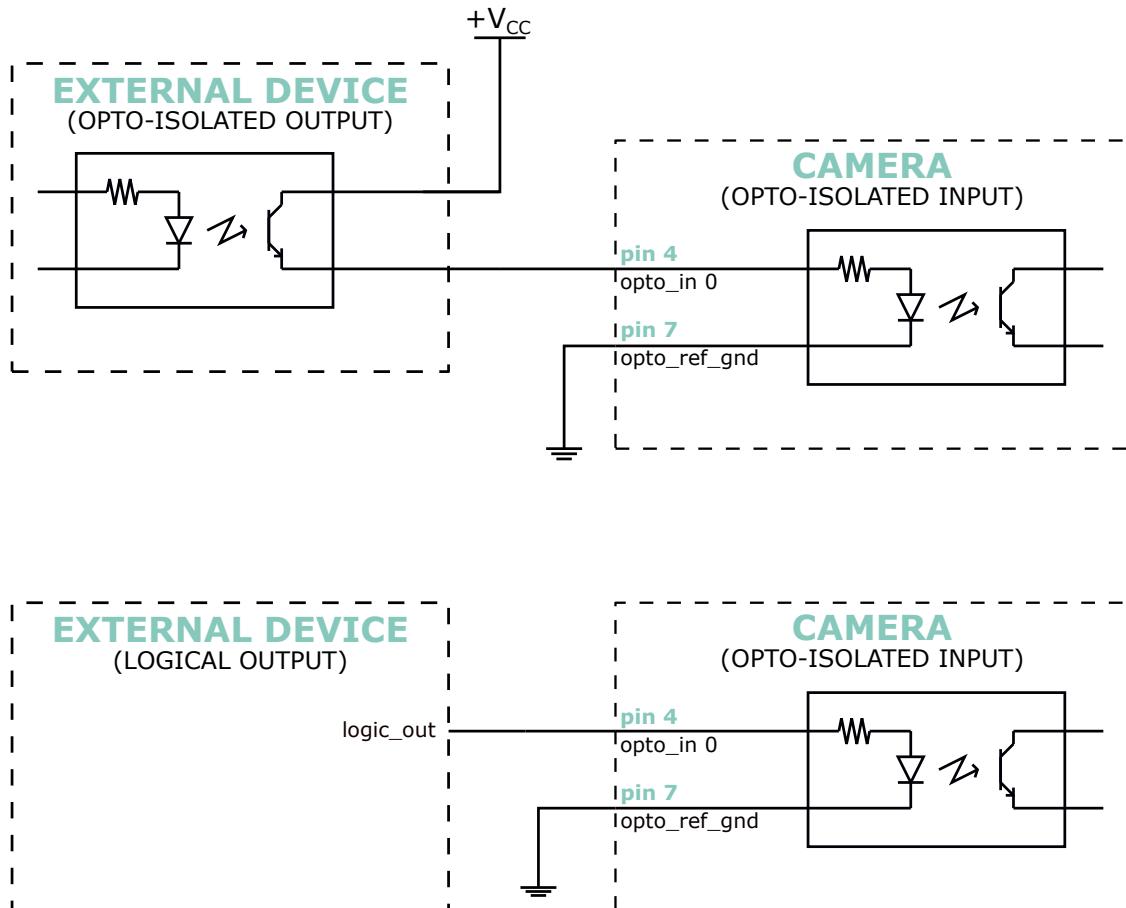 +VCC
EXTERNAL DEVICE
(OPTO-ISOLATED OUTPUT)
CAMERA
(OPTO-ISOLATED INPUT)
pin 4
opto_in 0
pin 7
opto_ref_gnd
EXTERNAL DEVICE
(LOGICAL OUTPUT)
logic_out
CAMERA
(OPTO-ISOLATED INPUT)
pin 4
opto_in 0
pin 7
opto_ref_gnd